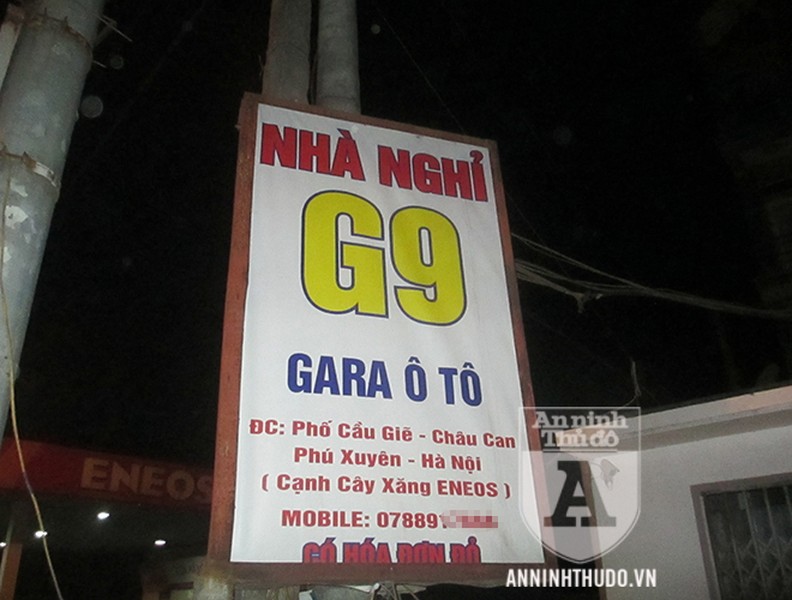 NHÀ NGHỈ
G9
GARA Ô TÔ
ĐC: Phố Cầu Giẽ - Châu Can
Phú Xuyên - Hà Nội
( Cạnh Cây Xăng ENEOS )
MOBILE: 07889
CÓ HÓA ĐƠN ĐỎ
ENEOS
An ninh
Thủ đô
A
ANNINHTHUDO.VN